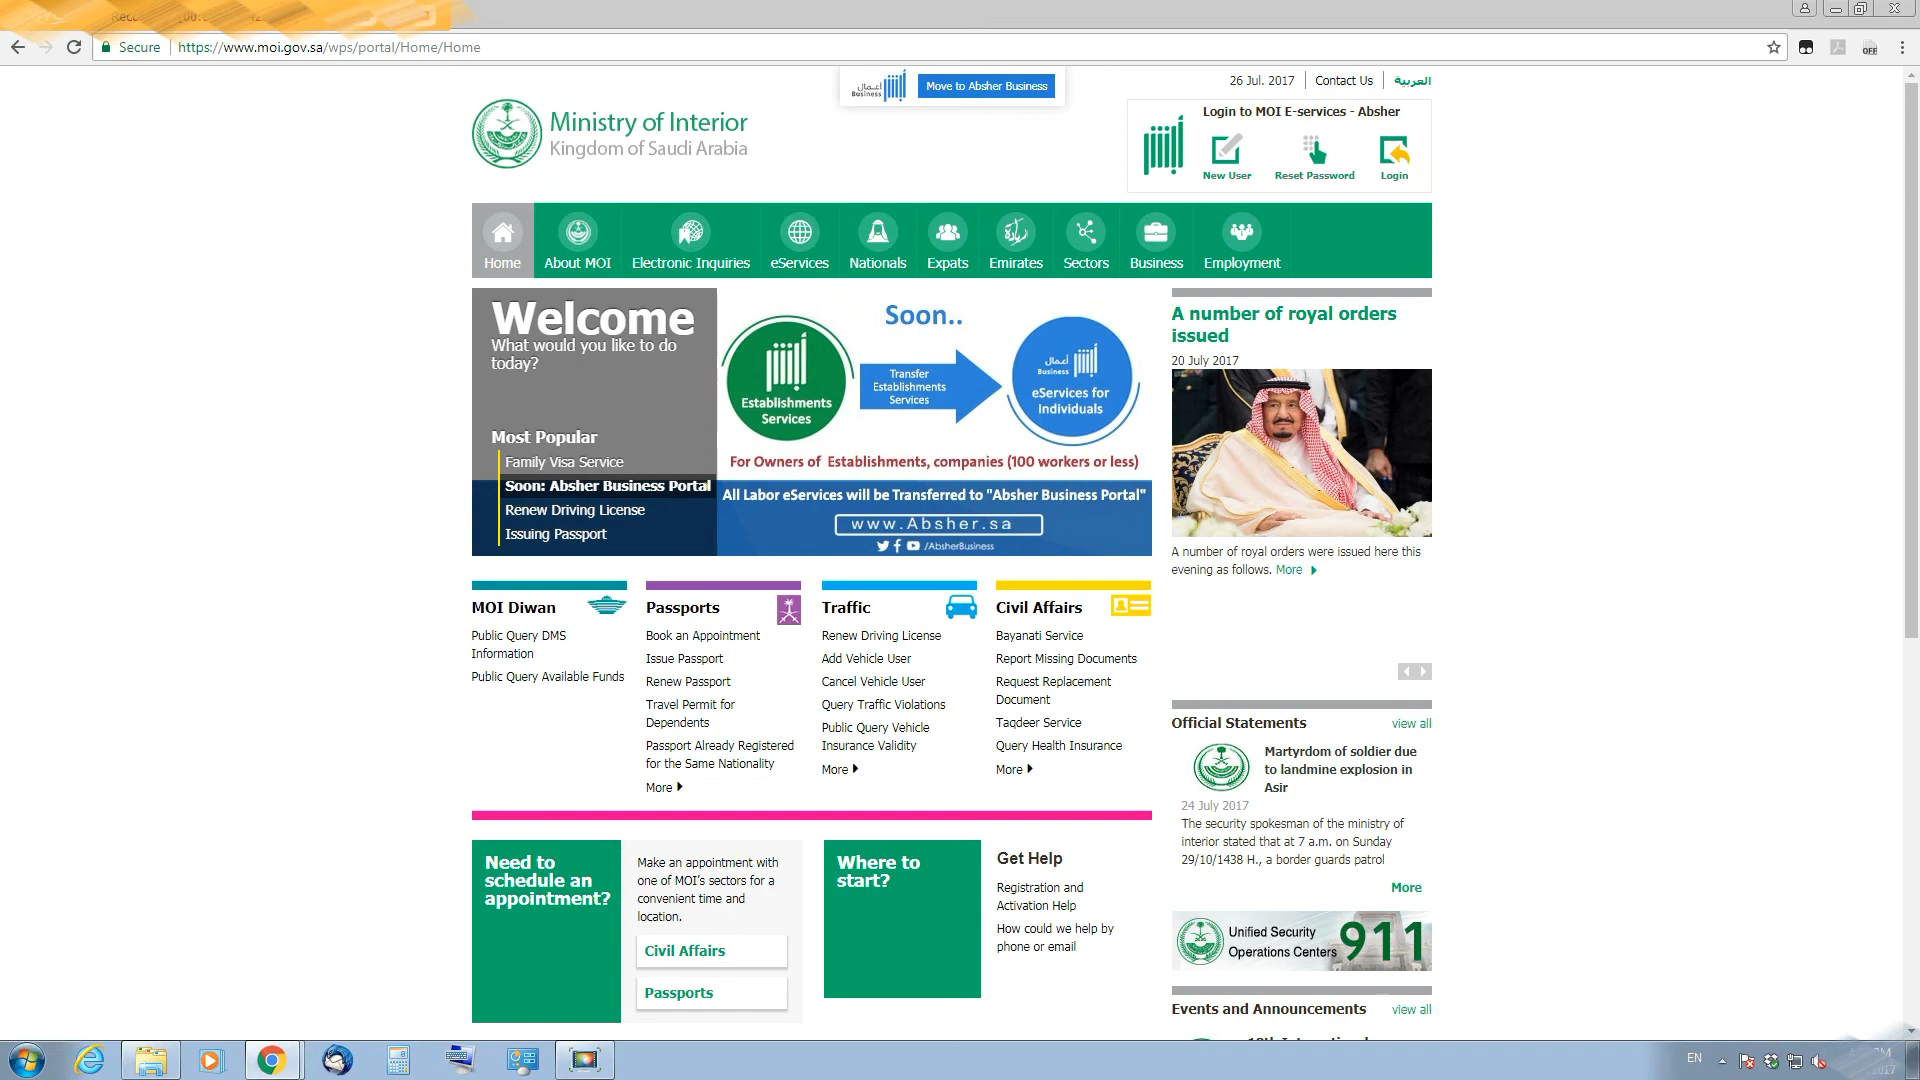 Secure
https://www.moi.gov.sa/wps/portal/Home/Home
OFF
أعمال
Business
Move to Absher Business
26 Jul. 2017
Contact Us
العربية
Ministry of Interior
Kingdom of Saudi Arabia
Login to MOI E-services - Absher
New User
Reset Password
Login
Home
About MOI
Electronic Inquiries
eServices
Nationals
Expats
Emirates
Sectors
Business
Employment
Welcome
What would you like to do
today?
Most Popular
Family Visa Service
Soon: Absher Business Portal
Renew Driving License
Issuing Passport
Soon..
Establishments
Services
Transfer
Establishments
Services
أعمال
Business
eServices for
Individuals
For Owners of Establishments, companies (100 workers or less)
All Labor eServices will be Transferred to "Absher Business Portal"
www.Absher.sa
/AbsherBusiness
A number of royal orders
issued
20 July 2017
A number of royal orders were issued here this
evening as follows. More
MOI Diwan
Public Query DMS
Information
Public Query Available Funds
Passports
Book an Appointment
Issue Passport
Renew Passport
Travel Permit for
Dependents
Passport Already Registered
for the Same Nationality
More
Traffic
Renew Driving License
Add Vehicle User
Cancel Vehicle User
Query Traffic Violations
Public Query Vehicle
Insurance Validity
More
Civil Affairs
Bayanati Service
Report Missing Documents
Request Replacement
Document
Taqdeer Service
Query Health Insurance
More
Official Statements
view all
Martyrdom of soldier due
to landmine explosion in
Asir
24 July 2017
The security spokesman of the ministry of
interior stated that at 7 a.m. on Sunday
29/10/1438 H., a border guards patrol
More
Need to
schedule an
appointment?
Make an appointment with
one of MOI's sectors for a
convenient time and
location.
Civil Affairs
Passports
Where to
start?
Get Help
Registration and
Activation Help
How could we help by
phone or email
Unified Security
Operations Centers
911
Events and Announcements
view all
EN